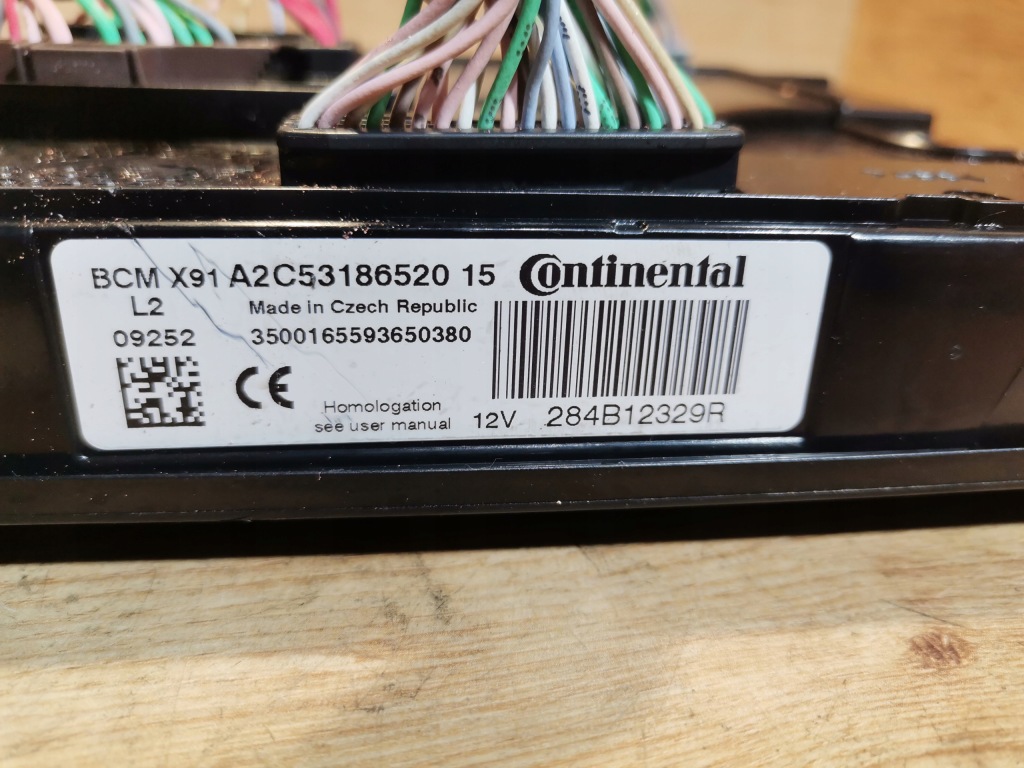 BCM X91 A2C53186520 15 Continental
L2 Made in Czech Republic
09252 3500165593650380
CE
Homologation
see user manual 12V 284B12329R